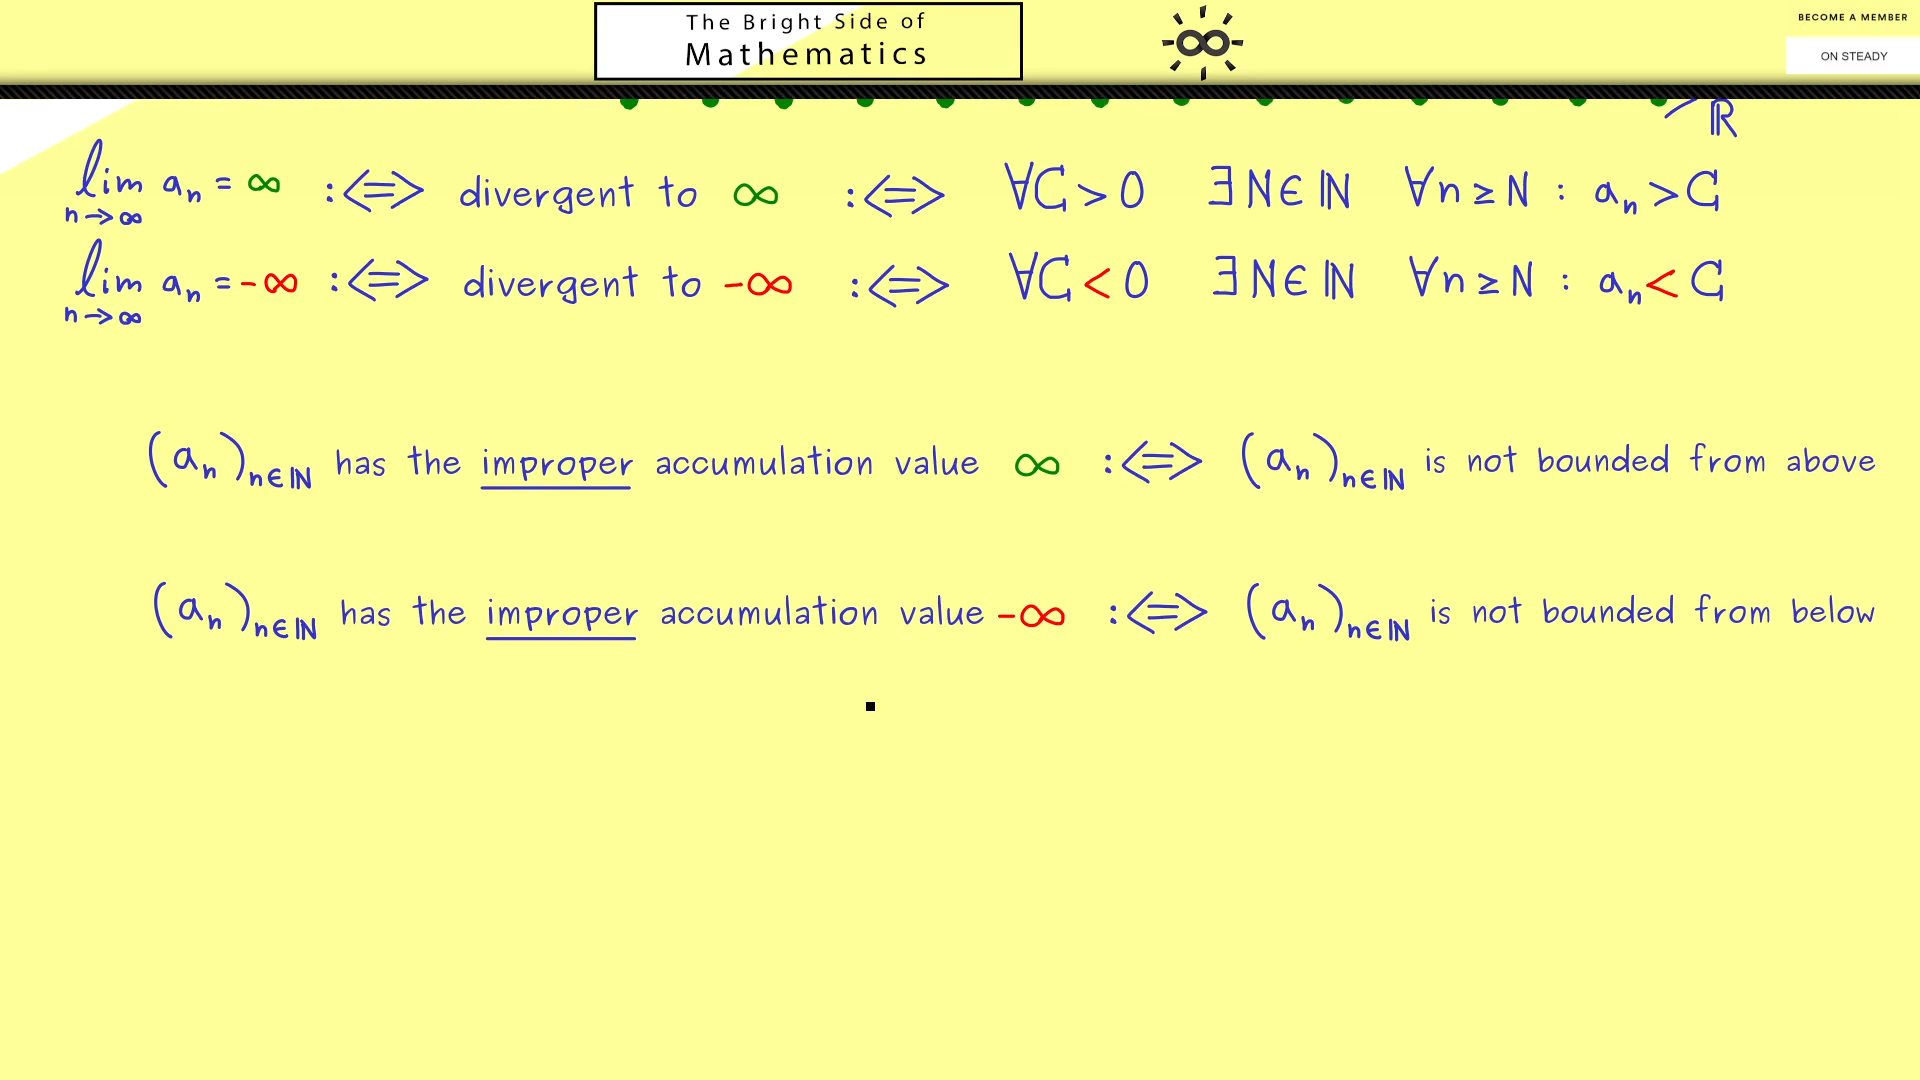 The Bright Side of
Mathematics
BECOME A MEMBER
ON STEADY
ℝ
lim n→∞ aₙ = ∞ :⟺ divergent to ∞ :⟺ ∀C > 0 ∃ N ∈ ℕ ∀n ≥ N : aₙ > C
lim n→∞ aₙ = -∞ :⟺ divergent to -∞ :⟺ ∀C < 0 ∃ N ∈ ℕ ∀n ≥ N : aₙ < C
(aₙ)n∈ℕ has the improper accumulation value ∞ :⟺ (aₙ)n∈ℕ is not bounded from above
(aₙ)n∈ℕ has the improper accumulation value -∞ :⟺ (aₙ)n∈ℕ is not bounded from below